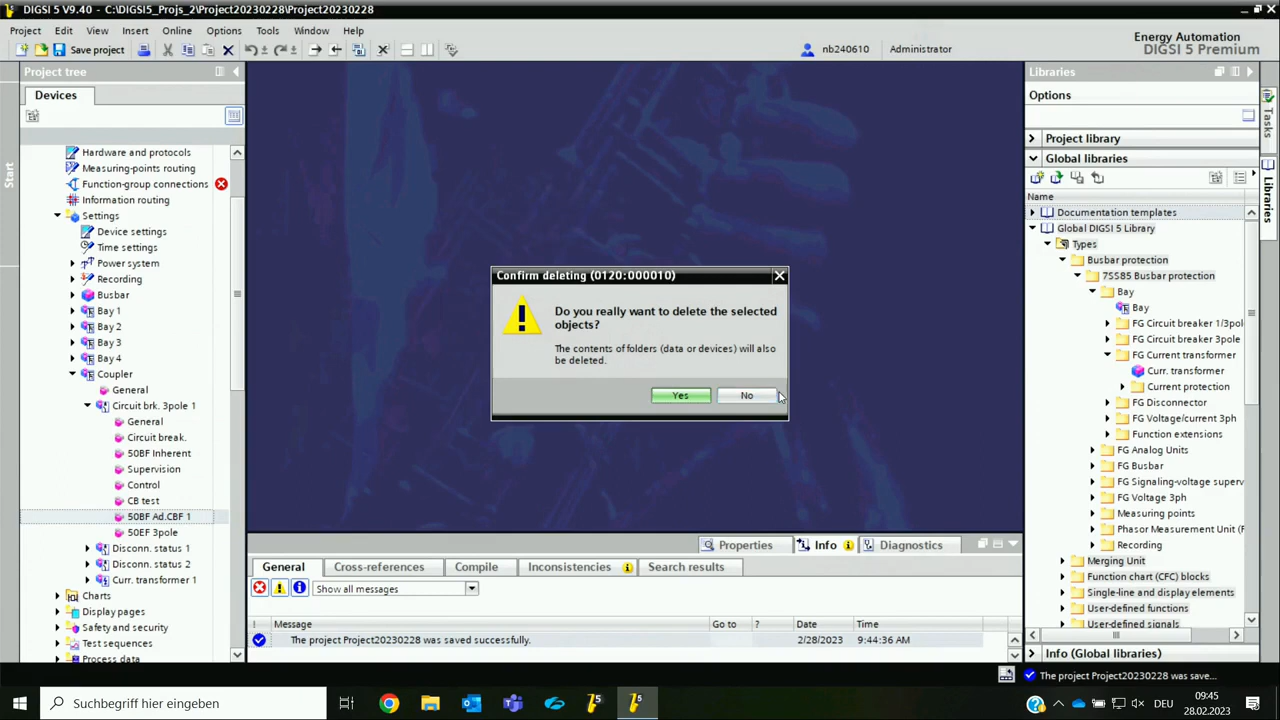 DIGSI 5 V9.40 - C:\DIGSI5_Projs_2\Project20230228\Project20230228
Project Edit View Insert Online Options Tools Window Help
Energy Automation
DIGSI 5 Premium
Save project
nb240610 Administrator
Project tree
Devices
Start
Hardware and protocols
Measuring-points routing
Function-group connections
Information routing
Settings
Device settings
Time settings
Power system
Recording
Busbar
Bay 1
Bay 2
Bay 3
Bay 4
Coupler
General
Circuit brk. 3pole 1
General
Circuit break.
50BF Inherent
Supervision
Control
CB test
50BF Ad.CBF 1
50EF 3pole
Disconn. status 1
Disconn. status 2
Curr. transformer 1
Charts
Display pages
Safety and security
Test sequences
Process data
Confirm deleting (0120:000010)
Do you really want to delete the selected
objects?
The contents of folders (data or devices) will also
be deleted.
Yes No
Properties Info Diagnostics
General Cross-references Compile Inconsistencies Search results
Show all messages
! Message Go to ? Date Time
The project Project20230228 was saved successfully. 2/28/2023 9:44:36 AM
Libraries
Options
Project library
Global libraries
Name
Documentation templates
Global DIGSI 5 Library
Types
Busbar protection
7SS85 Busbar protection
Bay
Bay
FG Circuit breaker 1/3pol
FG Circuit breaker 3pole
FG Current transformer
Curr. transformer
Current protection
FG Disconnector
FG Voltage/current 3ph
Function extensions
FG Analog Units
FG Busbar
FG Signaling-voltage superv
FG Voltage 3ph
Measuring points
Phasor Measurement Unit (F
Recording
Merging Unit
Function chart (CFC) blocks
Single-line and display elements
User-defined functions
User-defined signals
Info (Global libraries)
Tasks
Libraries
The project Project20230228 was save...
Suchbegriff hier eingeben
DEU
09:45
28.02.2023